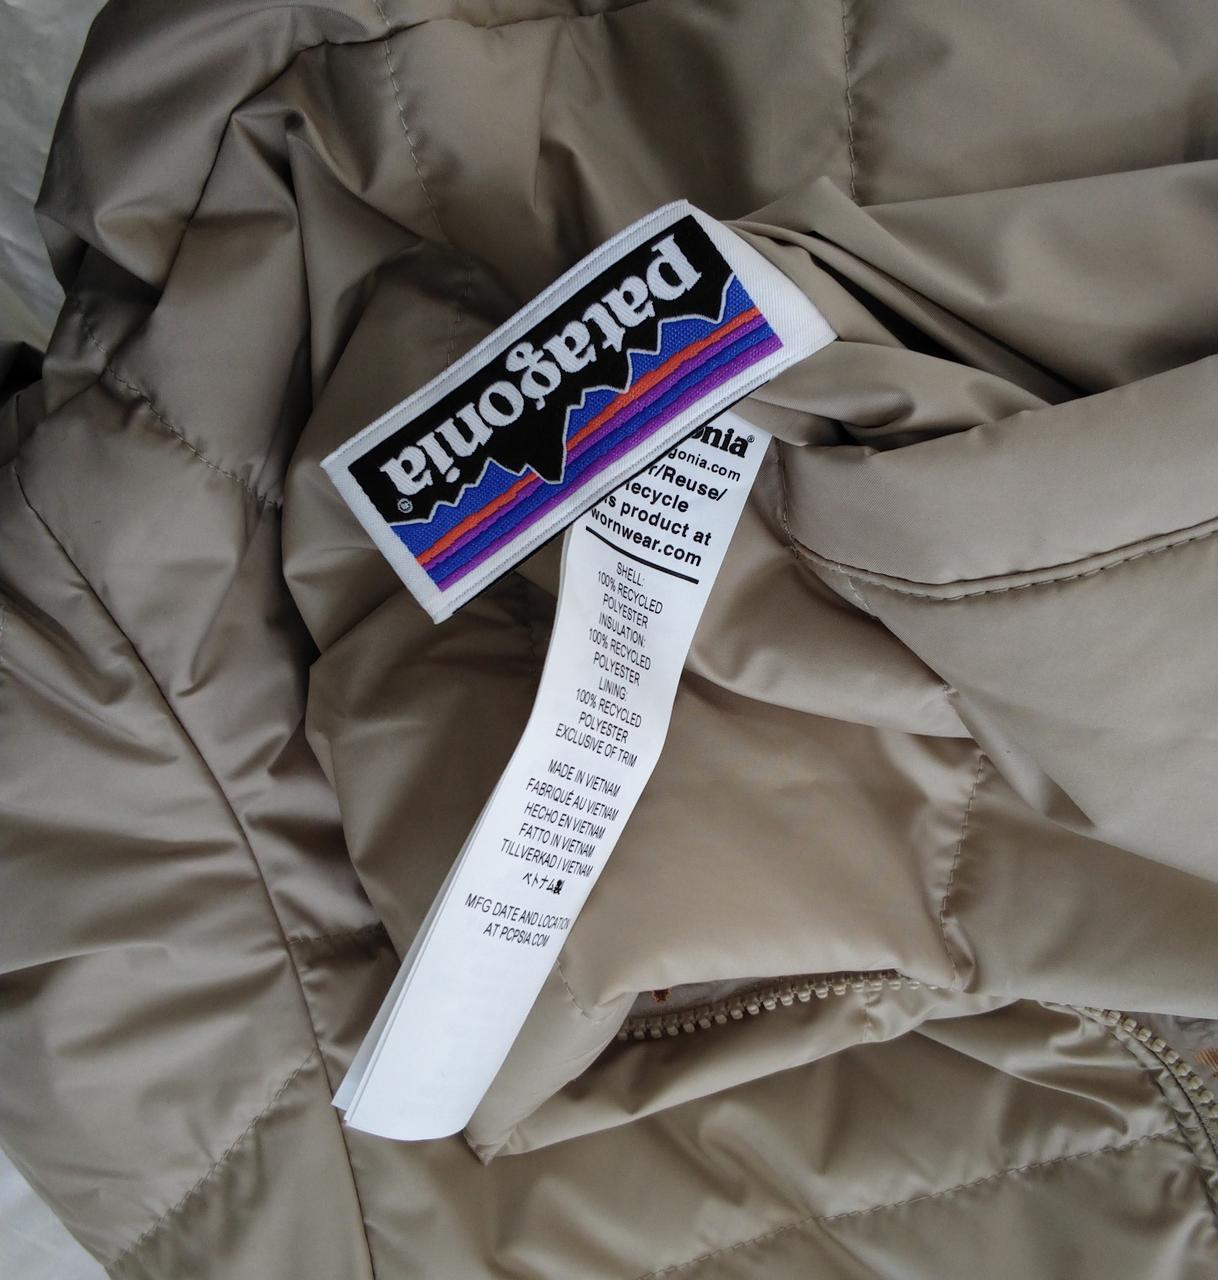 patagonia®
onia®
gonia.com
r/Reuse/
ecycle
is product at
wornwear.com
SHELL:
100% RECYCLED
POLYESTER
INSULATION:
100% RECYCLED
POLYESTER
LINING:
100% RECYCLED
POLYESTER
EXCLUSIVE OF TRIM
MADE IN VIETNAM
FABRIQUÉ AU VIETNAM
HECHO EN VIETNAM
FATTO IN VIETNAM
TILLVERKAD I VIETNAM
ベトナム製
MFG DATE AND LOCATION
AT PCPSIA.COM